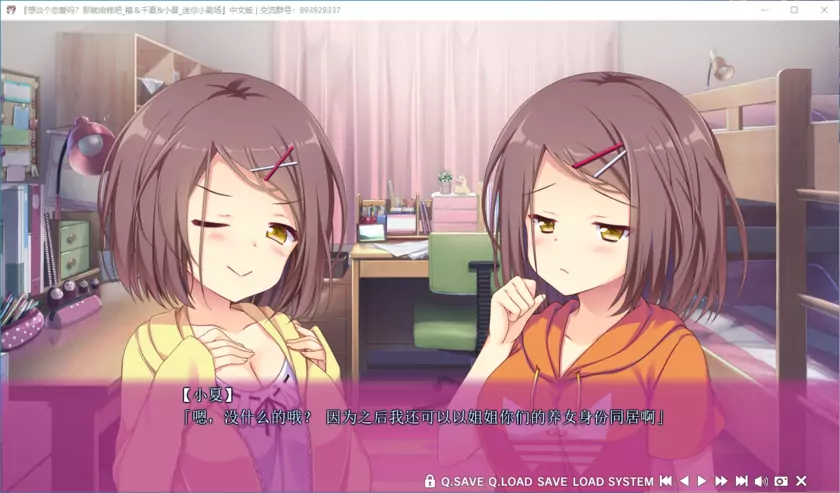 『想谈个恋爱吗？那就给钱吧_椿＆千夏&小夏_迷你小剧场』中文版 | 交流群号：893928337
【小夏】
「嗯，没什么的哦？ 因为之后我还可以以姐姐你们的养女身份同居啊」
Q.SAVE Q.LOAD SAVE LOAD SYSTEM